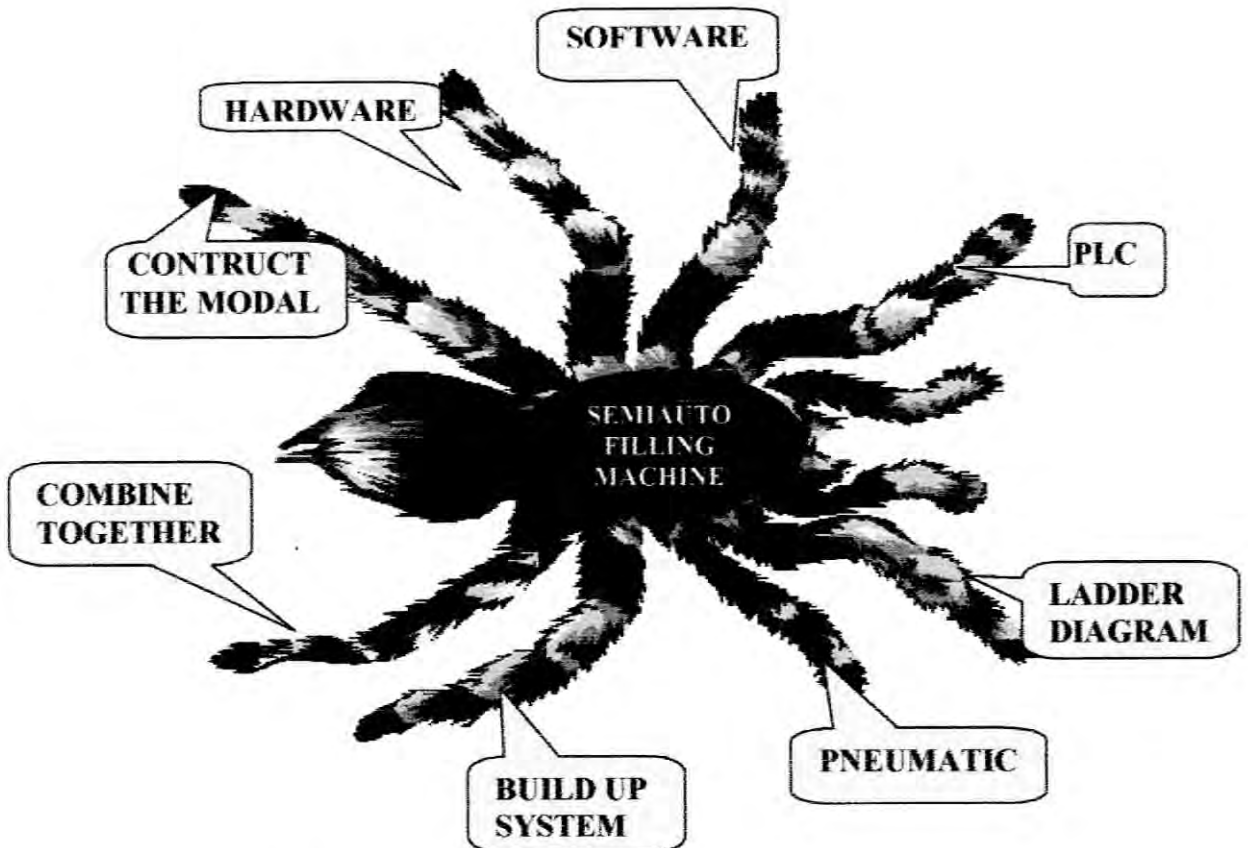 SOFTWARE
HARDWARE
CONTRUCT
THE MODAL
PLC
SEMIAUTO
FILLING
MACHINE
COMBINE
TOGETHER
LADDER
DIAGRAM
PNEUMATIC
BUILD UP
SYSTEM